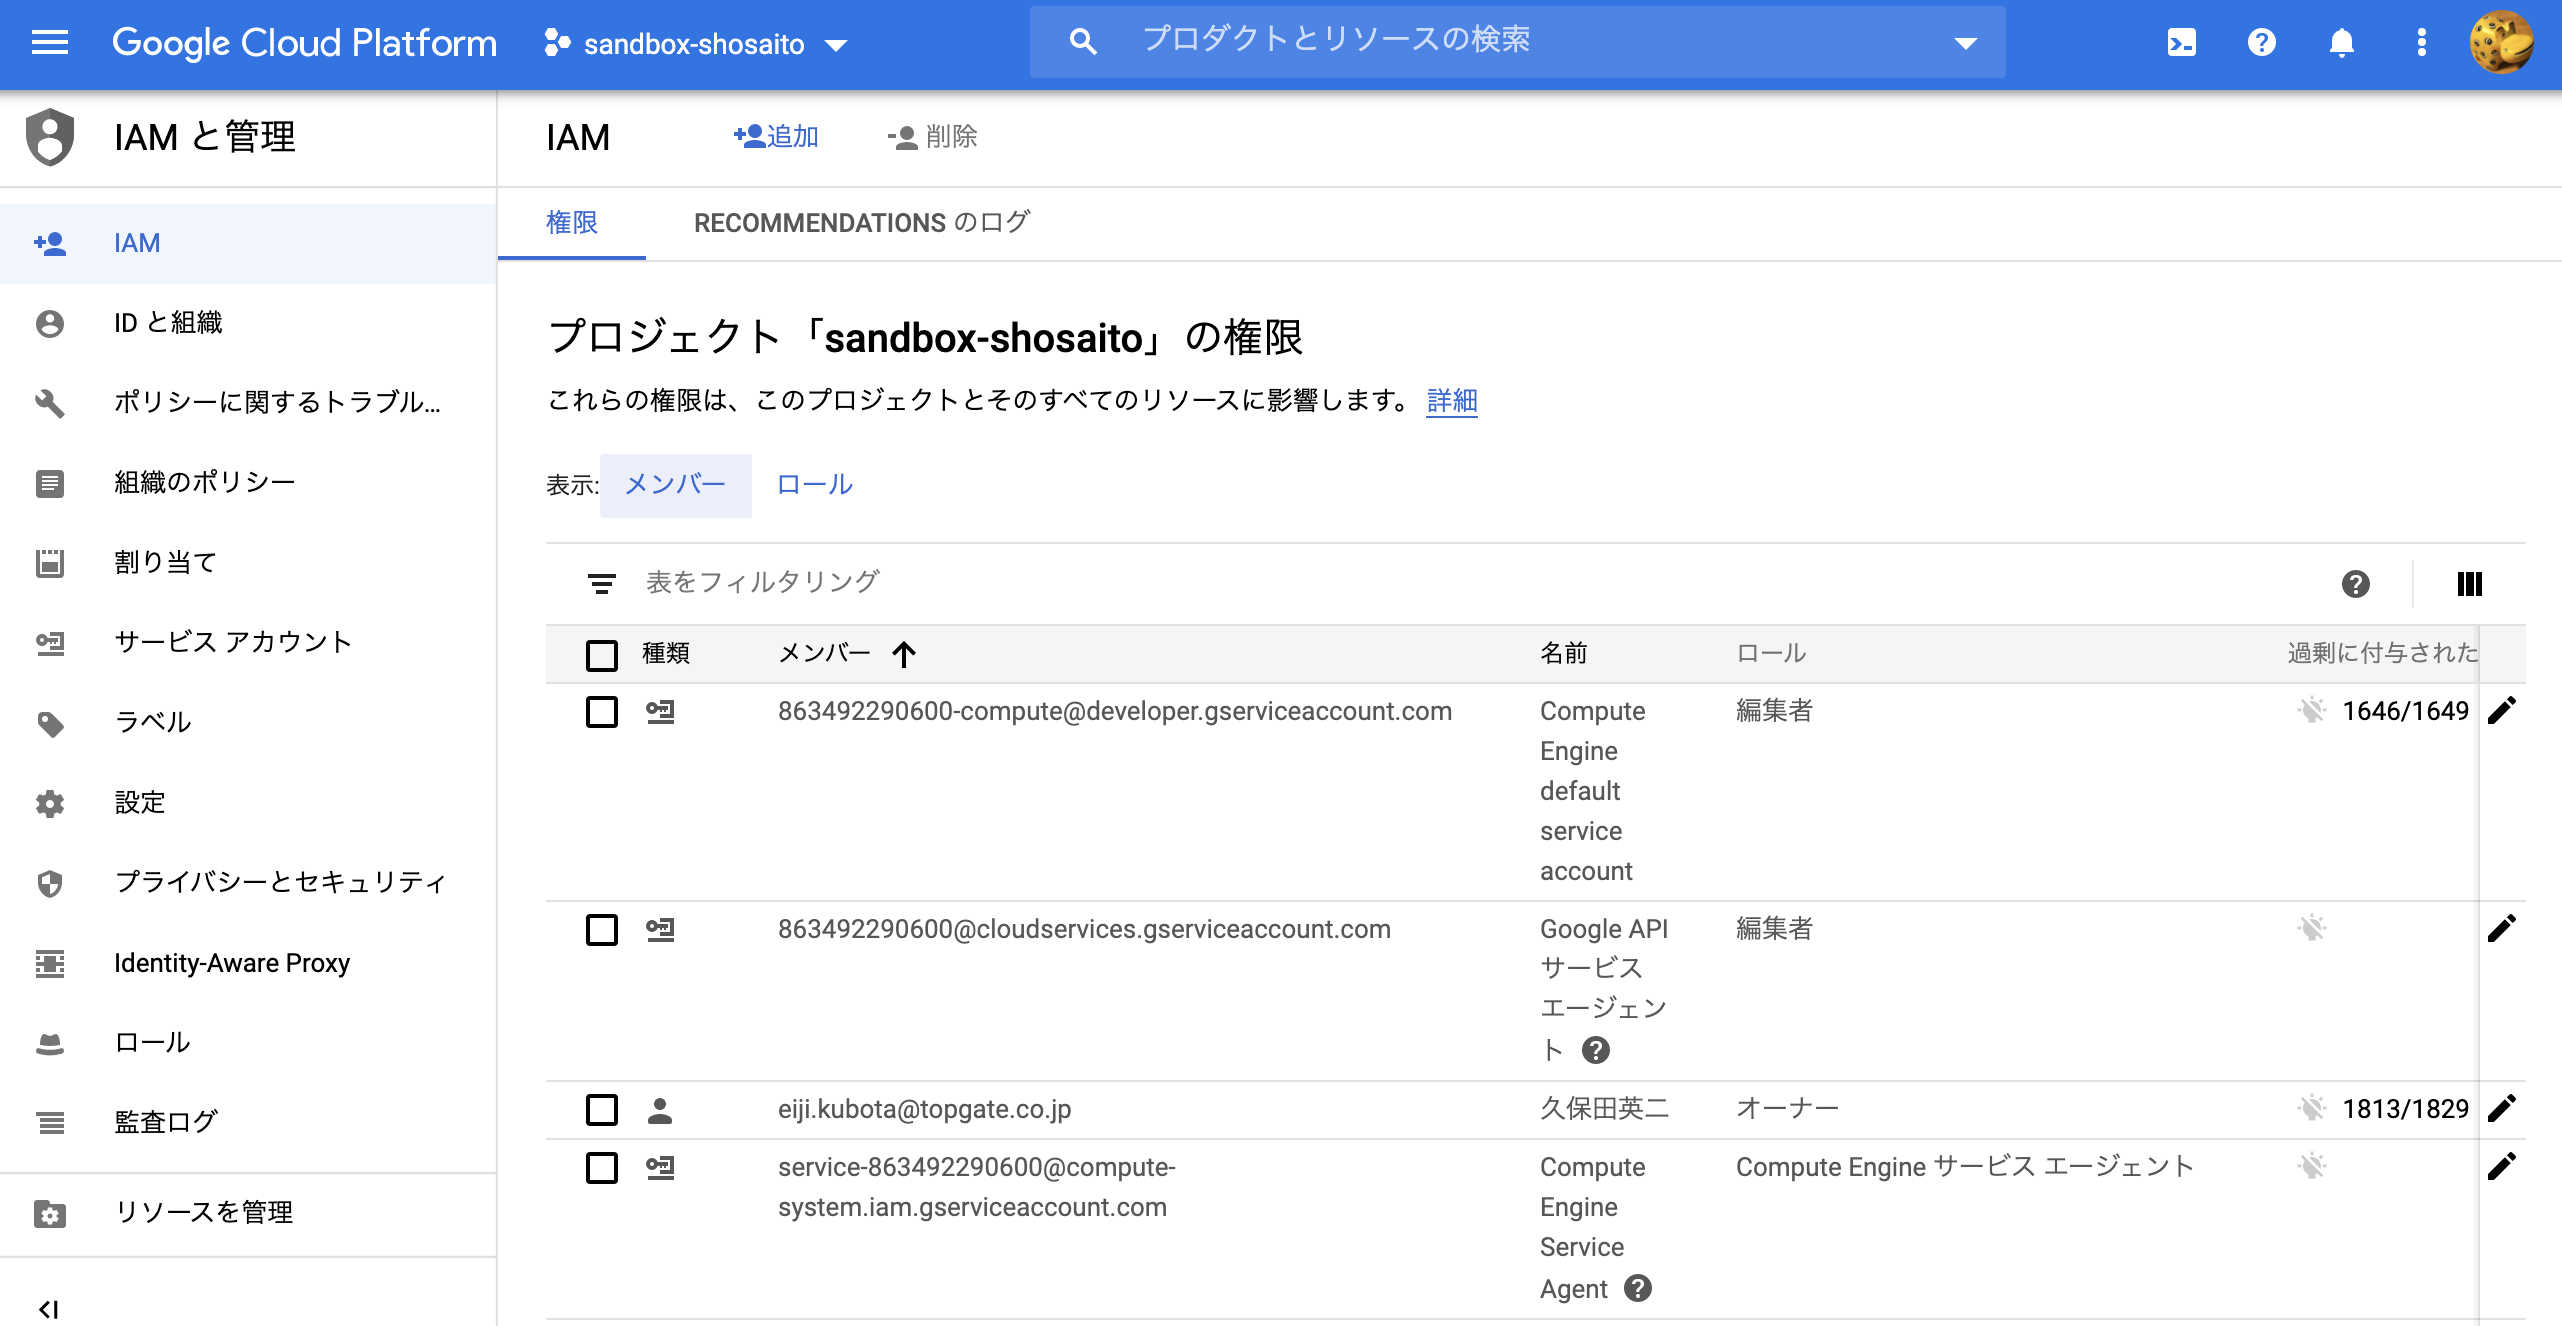 Google Cloud Platform
sandbox-shosaito
プロダクトとリソースの検索
IAM と管理
IAM
ID と組織
ポリシーに関するトラブル...
組織のポリシー
割り当て
サービス アカウント
ラベル
設定
プライバシーとセキュリティ
Identity-Aware Proxy
ロール
監査ログ
リソースを管理
IAM
追加
削除
権限
RECOMMENDATIONS のログ
プロジェクト「sandbox-shosaito」の権限
これらの権限は、このプロジェクトとそのすべてのリソースに影響します。 詳細
表示: メンバー ロール
表をフィルタリング
種類 メンバー 名前 ロール 過剰に付与された
863492290600-compute@developer.gserviceaccount.com
Compute
Engine
default
service
account
編集者
1646/1649
863492290600@cloudservices.gserviceaccount.com
Google API
サービス
エージェン
ト
編集者
eiji.kubota@topgate.co.jp
久保田英二
オーナー
1813/1829
service-863492290600@compute-
system.iam.gserviceaccount.com
Compute
Engine
Service
Agent
Compute Engine サービス エージェント